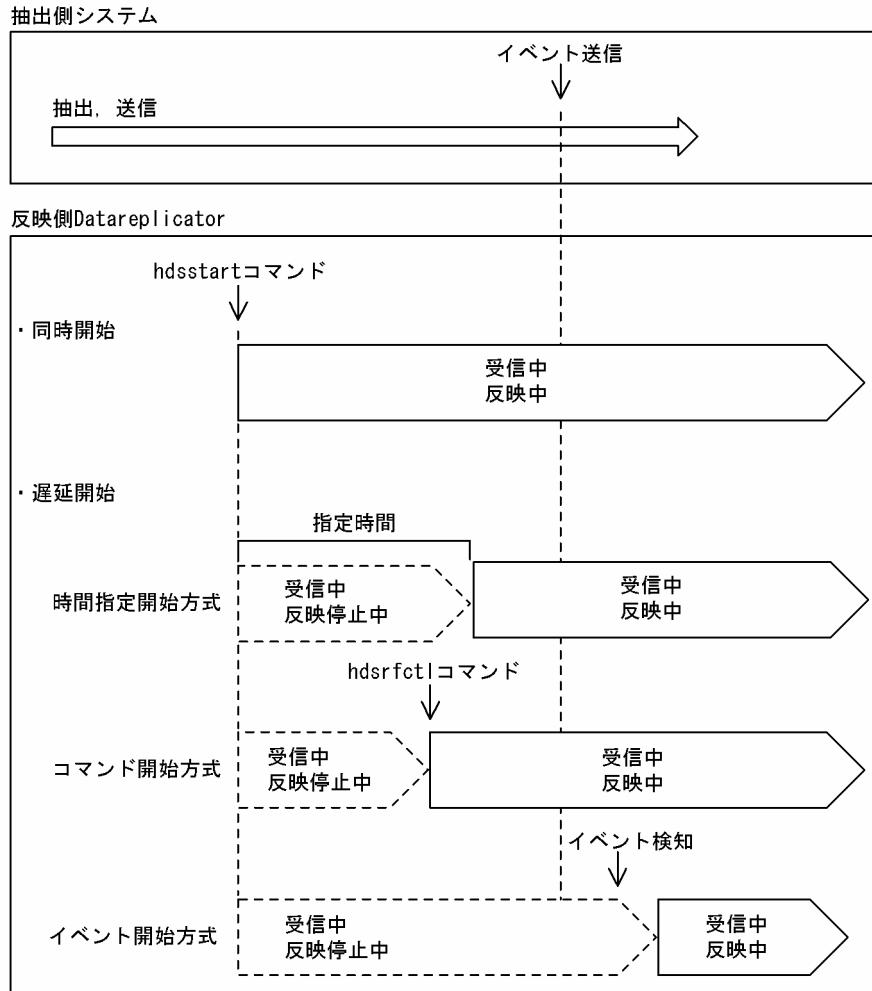 抽出側システム
イベント送信
抽出，送信
反映側Datareplicator
hdsstartコマンド
・同時開始
受信中
反映中
・遅延開始
指定時間
時間指定開始方式
受信中
反映停止中
受信中
反映中
hdsrfctlコマンド
コマンド開始方式
受信中
反映停止中
受信中
反映中
イベント検知
イベント開始方式
受信中
反映停止中
受信中
反映中